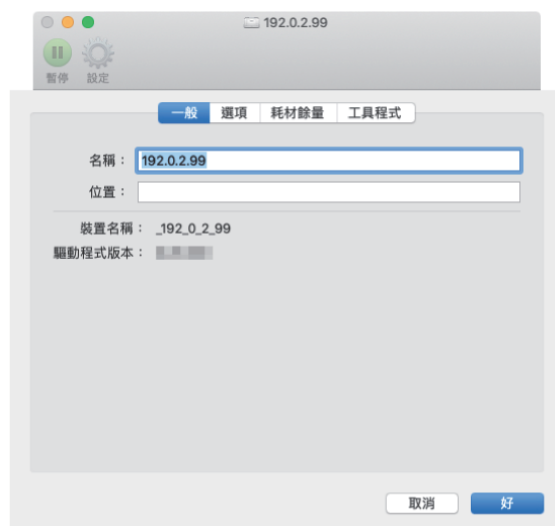 192.0.2.99
暫停 設定
一般 選項 耗材餘量 工具程式
名稱： 192.0.2.99
位置：
裝置名稱： _192_0_2_99
驅動程式版本：
取消 好